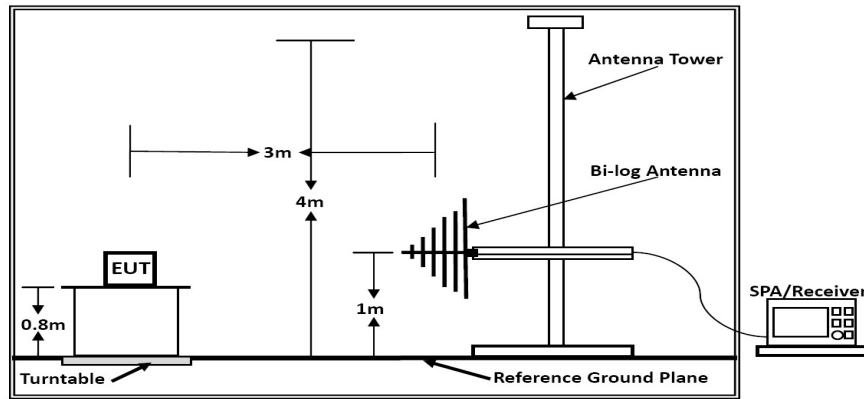 Antenna Tower
3m
Bi-log Antenna
4m
EUT
SPA/Receiver
0.8m
1m
Turntable
Reference Ground Plane